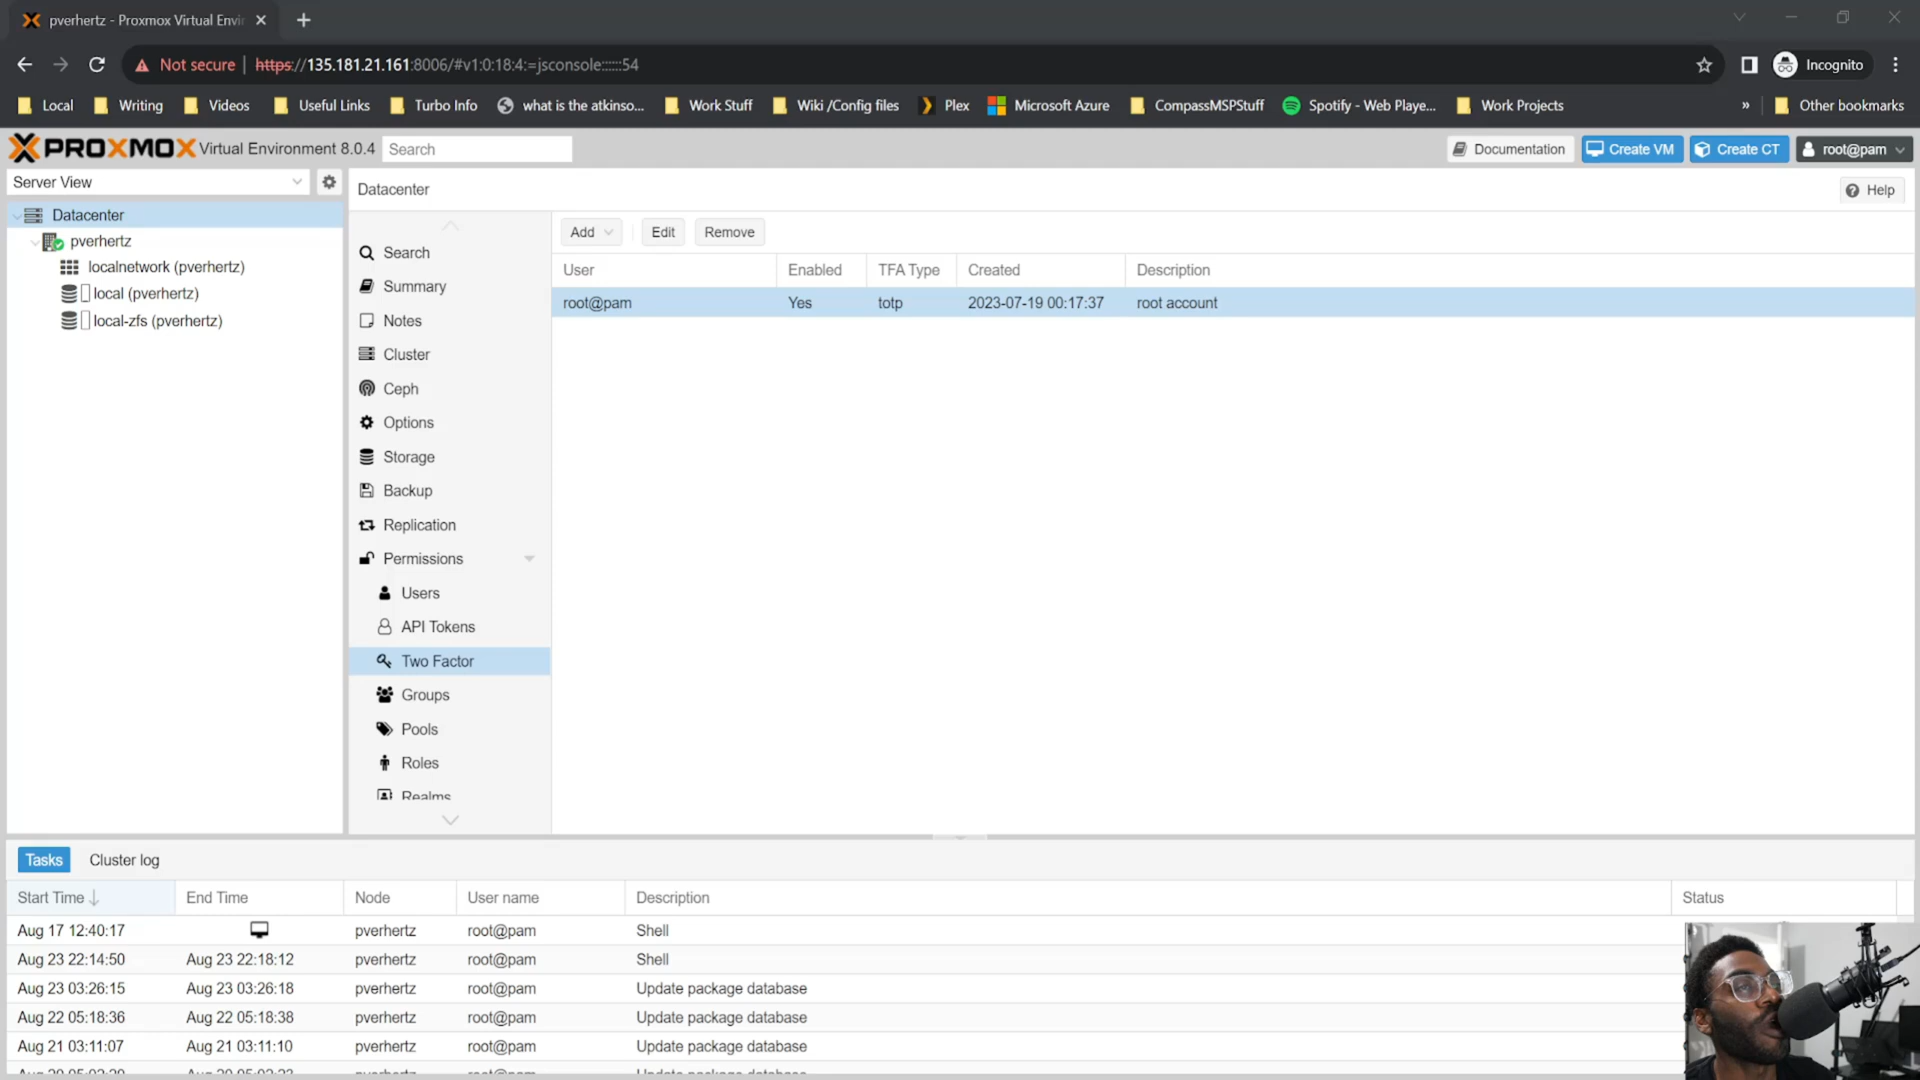 pverhertz - Proxmox Virtual Envir
Not secure | https://135.181.21.161:8006/#v1:0:18:4:=jsconsole::::::54
Incognito
Local Writing Videos Useful Links Turbo Info what is the atkinso... Work Stuff Wiki /Config files Plex Microsoft Azure CompassMSPStuff Spotify - Web Playe... Work Projects » Other bookmarks
PROXMOX Virtual Environment 8.0.4 Search Documentation Create VM Create CT root@pam
Server View
Datacenter
pverhertz
localnetwork (pverhertz)
local (pverhertz)
local-zfs (pverhertz)
Datacenter Help
Search
Summary
Notes
Cluster
Ceph
Options
Storage
Backup
Replication
Permissions
Users
API Tokens
Two Factor
Groups
Pools
Roles
Realms
Add Edit Remove
User Enabled TFA Type Created Description
root@pam Yes totp 2023-07-19 00:17:37 root account
Tasks Cluster log
Start Time End Time Node User name Description Status
Aug 17 12:40:17 pverhertz root@pam Shell
Aug 23 22:14:50 Aug 23 22:18:12 pverhertz root@pam Shell
Aug 23 03:26:15 Aug 23 03:26:18 pverhertz root@pam Update package database
Aug 22 05:18:36 Aug 22 05:18:38 pverhertz root@pam Update package database
Aug 21 03:11:07 Aug 21 03:11:10 pverhertz root@pam Update package database